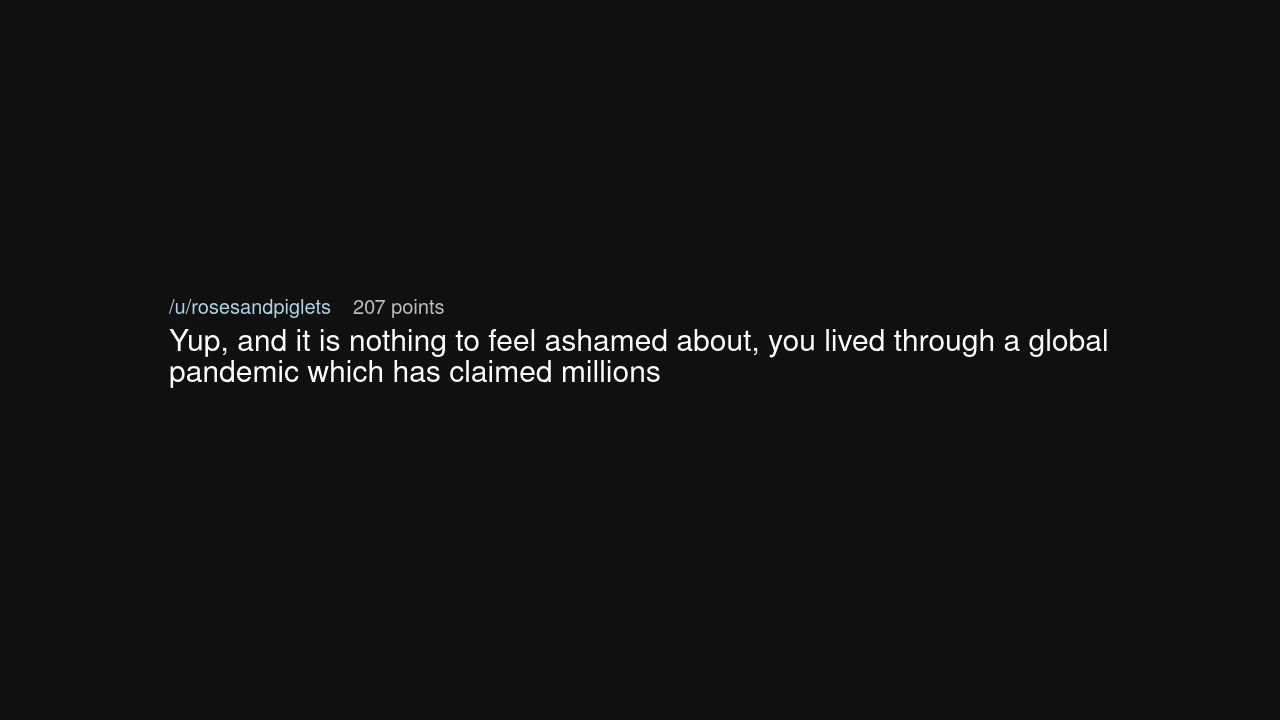 /u/rosesandpiglets 207 points
Yup, and it is nothing to feel ashamed about, you lived through a global
pandemic which has claimed millions